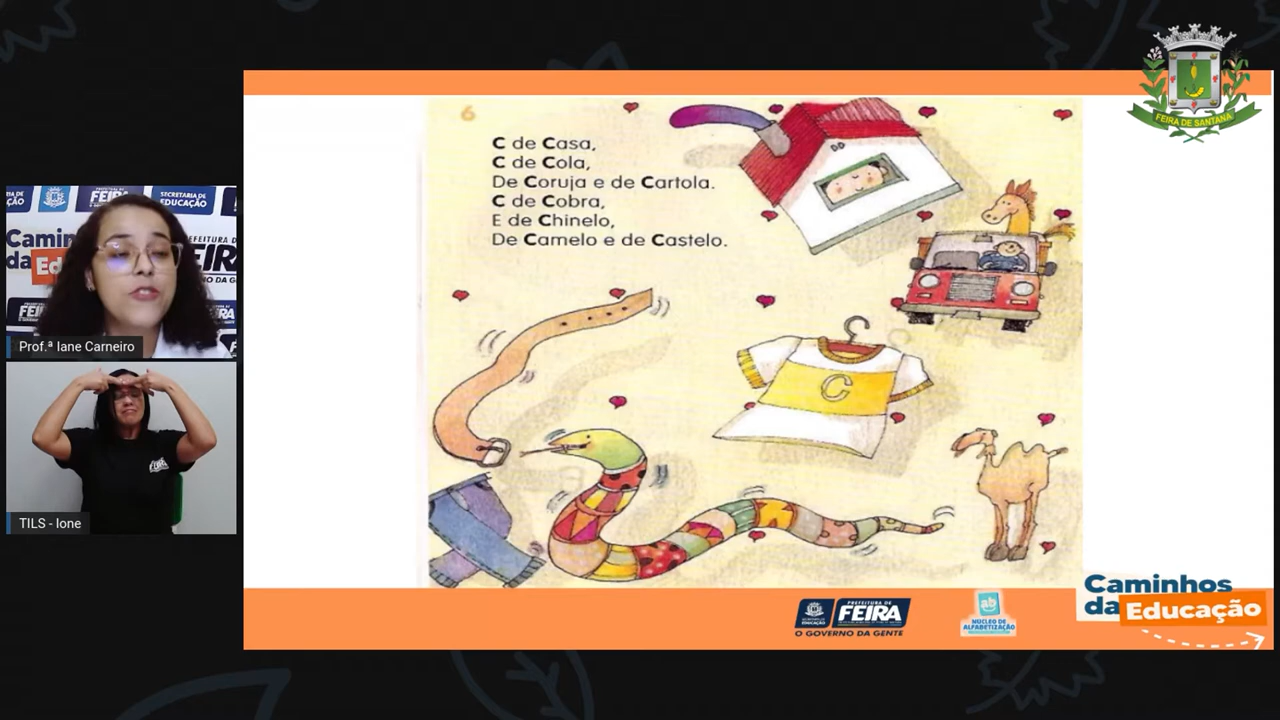 FEIRA DE SANTANA
6
C de Casa,
C de Cola,
De Coruja e de Cartola.
C de Cobra,
E de Chinelo,
De Camelo e de Castelo.
C
SECRETARIA DE
EDUCAÇÃO
FEIRA
Prof.ª Iane Carneiro
TILS - Ione
PREFEITURA DE
FEIRA
O GOVERNO DA GENTE
NÚCLEO DE
ALFABETIZAÇÃO
Caminhos
da Educação